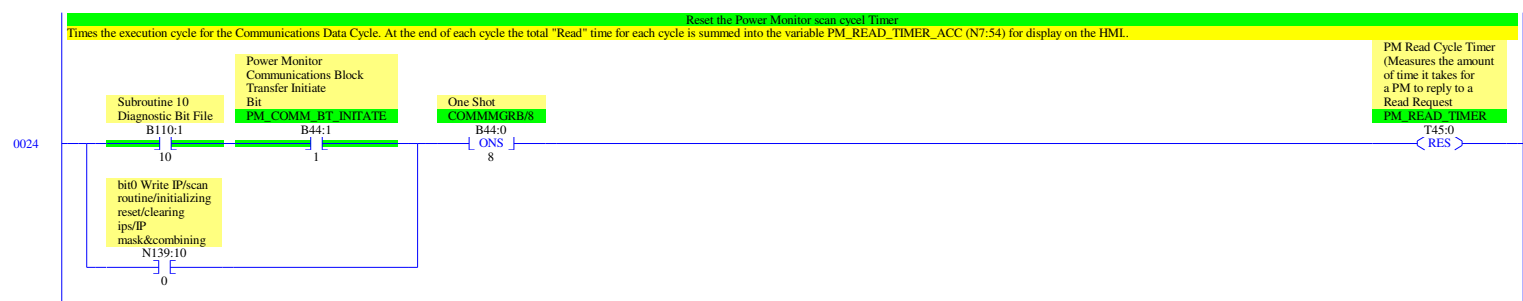 Reset the Power Monitor scan cycel Timer
Times the execution cycle for the Communications Data Cycle. At the end of each cycle the total "Read" time for each cycle is summed into the variable PM_READ_TIMER_ACC (N7:54) for display on the HMI..
PM Read Cycle Timer
(Measures the amount
of time it takes for
a PM to reply to a
Read Request
PM_READ_TIMER
T45:0
RES
Power Monitor
Communications Block
Transfer Initiate
Bit
PM_COMM_BT_INITATE
B44:1
1
Subroutine 10
Diagnostic Bit File
B110:1
10
One Shot
COMMMGRB/8
B44:0
ONS
8
0024
bit0 Write IP/scan
routine/initializing
reset/clearing
ips/IP
mask&combining
N139:10
0